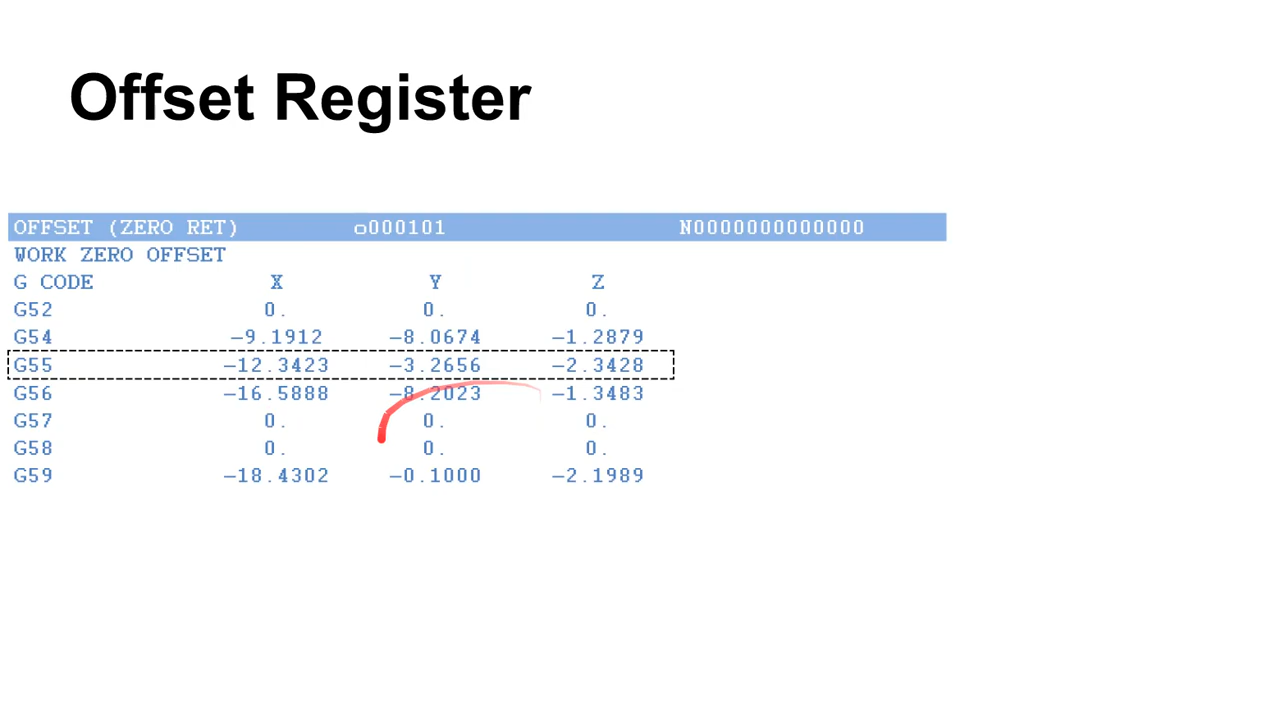 Offset Register
OFFSET (ZERO RET) o000101 N0000000000000
WORK ZERO OFFSET
G CODE X Y Z
G52 0. 0. 0.
G54 -9.1912 -8.0674 -1.2879
G55 -12.3423 -3.2656 -2.3428
G56 -16.5888 -8.2023 -1.3483
G57 0. 0. 0.
G58 0. 0. 0.
G59 -18.4302 -0.1000 -2.1989